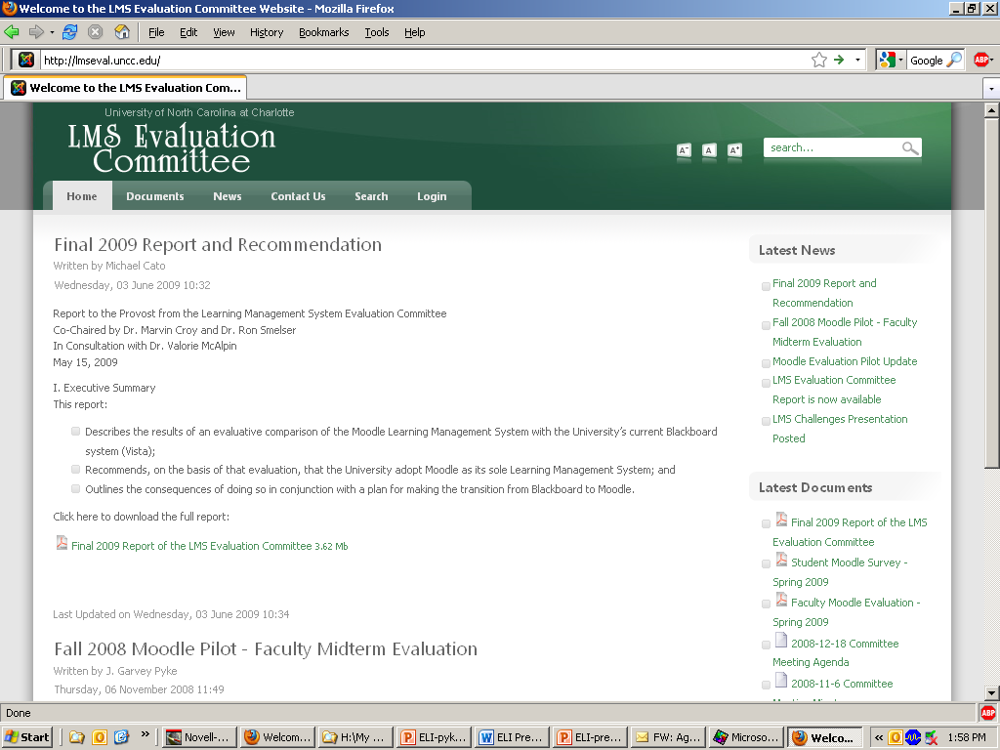 Welcome to the LMS Evaluation Committee Website - Mozilla Firefox
File Edit View History Bookmarks Tools Help
http://lmseval.uncc.edu/
Google
ABP
Welcome to the LMS Evaluation Com...
University of North Carolina at Charlotte
LMS Evaluation
Committee
A- A A+
search...
Home Documents News Contact Us Search Login
Final 2009 Report and Recommendation
Written by Michael Cato
Wednesday, 03 June 2009 10:32
Report to the Provost from the Learning Management System Evaluation Committee
Co-Chaired by Dr. Marvin Croy and Dr. Ron Smelser
In Consultation with Dr. Valorie McAlpin
May 15, 2009
I. Executive Summary
This report:
Describes the results of an evaluative comparison of the Moodle Learning Management System with the University's current Blackboard
system (Vista);
Recommends, on the basis of that evaluation, that the University adopt Moodle as its sole Learning Management System; and
Outlines the consequences of doing so in conjunction with a plan for making the transition from Blackboard to Moodle.
Click here to download the full report:
Final 2009 Report of the LMS Evaluation Committee 3.62 Mb
Last Updated on Wednesday, 03 June 2009 10:34
Fall 2008 Moodle Pilot - Faculty Midterm Evaluation
Written by J. Garvey Pyke
Thursday, 06 November 2008 11:49
Latest News
Final 2009 Report and
Recommendation
Fall 2008 Moodle Pilot - Faculty
Midterm Evaluation
Moodle Evaluation Pilot Update
LMS Evaluation Committee
Report is now available
LMS Challenges Presentation
Posted
Latest Documents
Final 2009 Report of the LMS
Evaluation Committee
Student Moodle Survey -
Spring 2009
Faculty Moodle Evaluation -
Spring 2009
2008-12-18 Committee
Meeting Agenda
2008-11-6 Committee
Done
ABP
Start » Novell-... Welcom... H:\My ... ELI-pyk... ELI Pre... ELI-pre... FW: Ag... Microso... Welco... « 1:58 PM